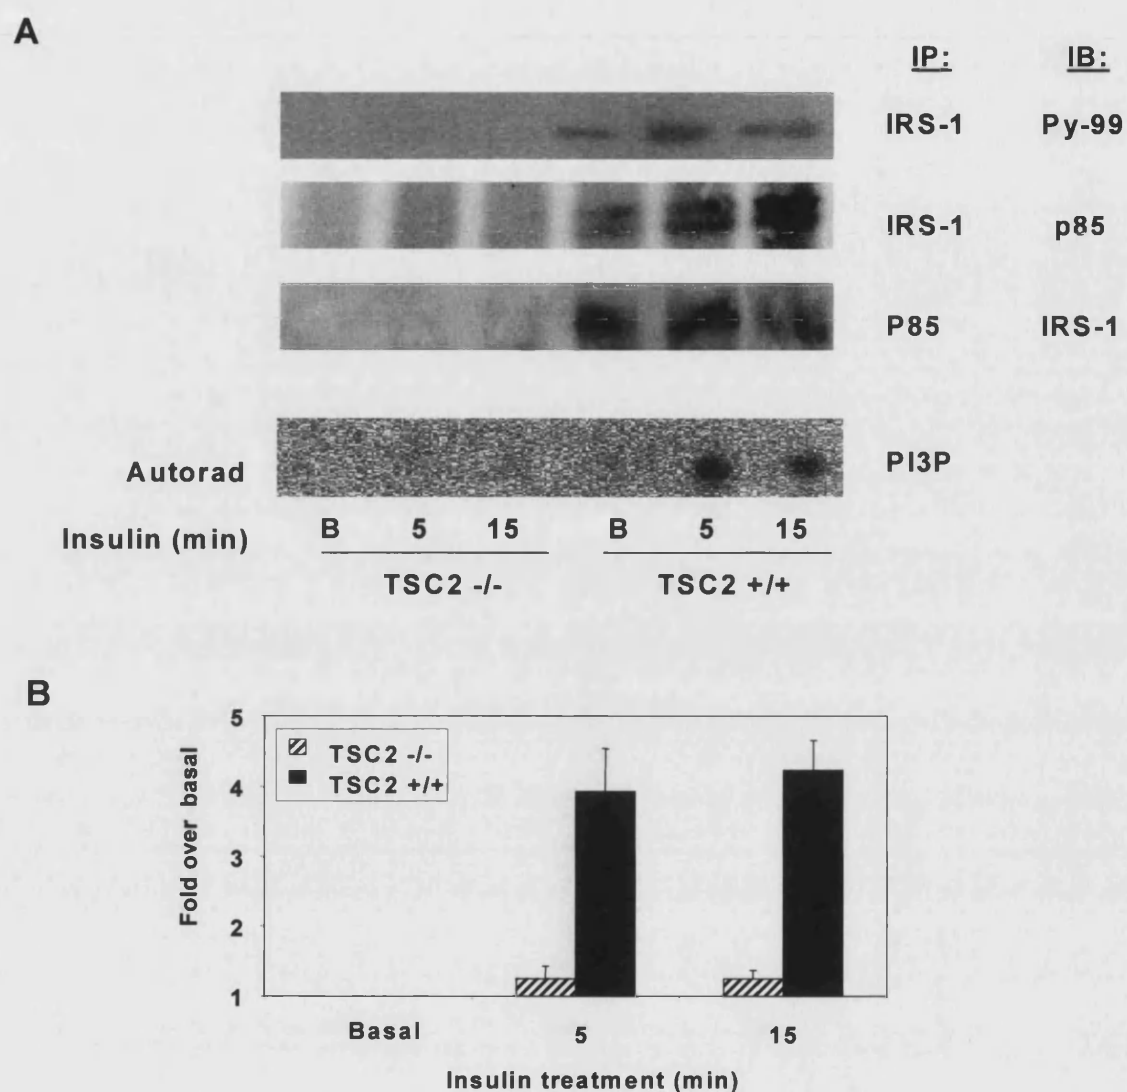 A
IP: IB:
IRS-1 Py-99
IRS-1 p85
P85 IRS-1
Autorad PI3P
Insulin (min) B 5 15 B 5 15
TSC2 -/- TSC2 +/+
B
5
4
3
2
1
Fold over basal
TSC2 -/-
TSC2 +/+
Basal 5 15
Insulin treatment (min)